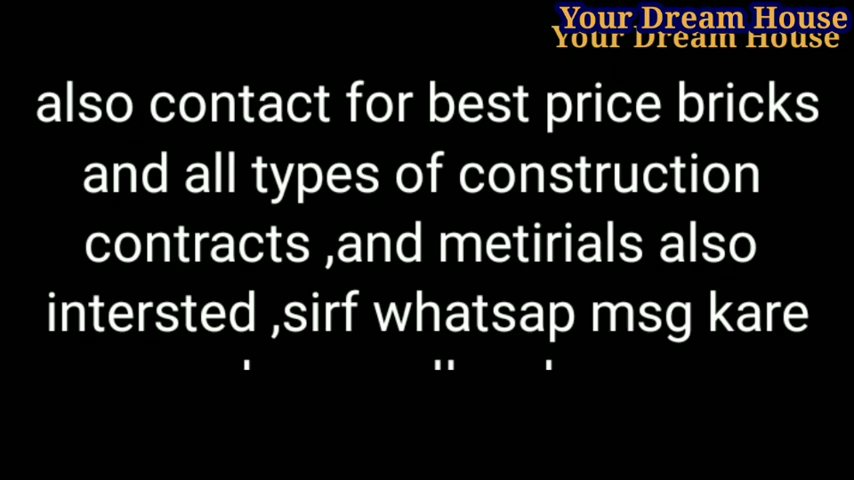 Your Dream House
Your Dream House
also contact for best price bricks
and all types of construction
contracts ,and metirials also
intersted ,sirf whatsap msg kare